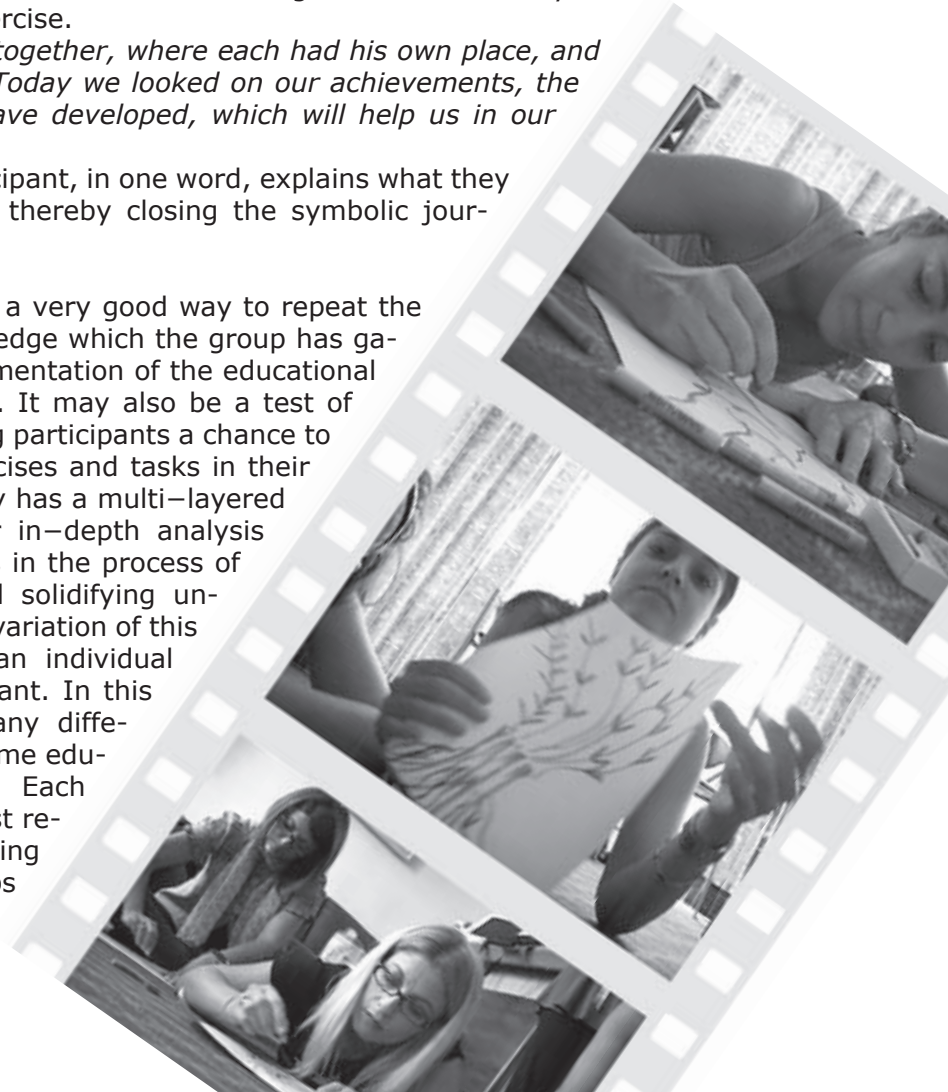 rcise.
together, where each had his own place, and
Today we looked on our achievements, the
ave developed, which will help us in our
cipant, in one word, explains what they
thereby closing the symbolic jour-
a very good way to repeat the
edge which the group has ga-
mentation of the educational
. It may also be a test of
g participants a chance to
cises and tasks in their
y has a multi−layered
r in−depth analysis
in the process of
d solidifying un-
variation of this
an individual
ant. In this
any diffe-
me edu-
Each
st re-
ing
os